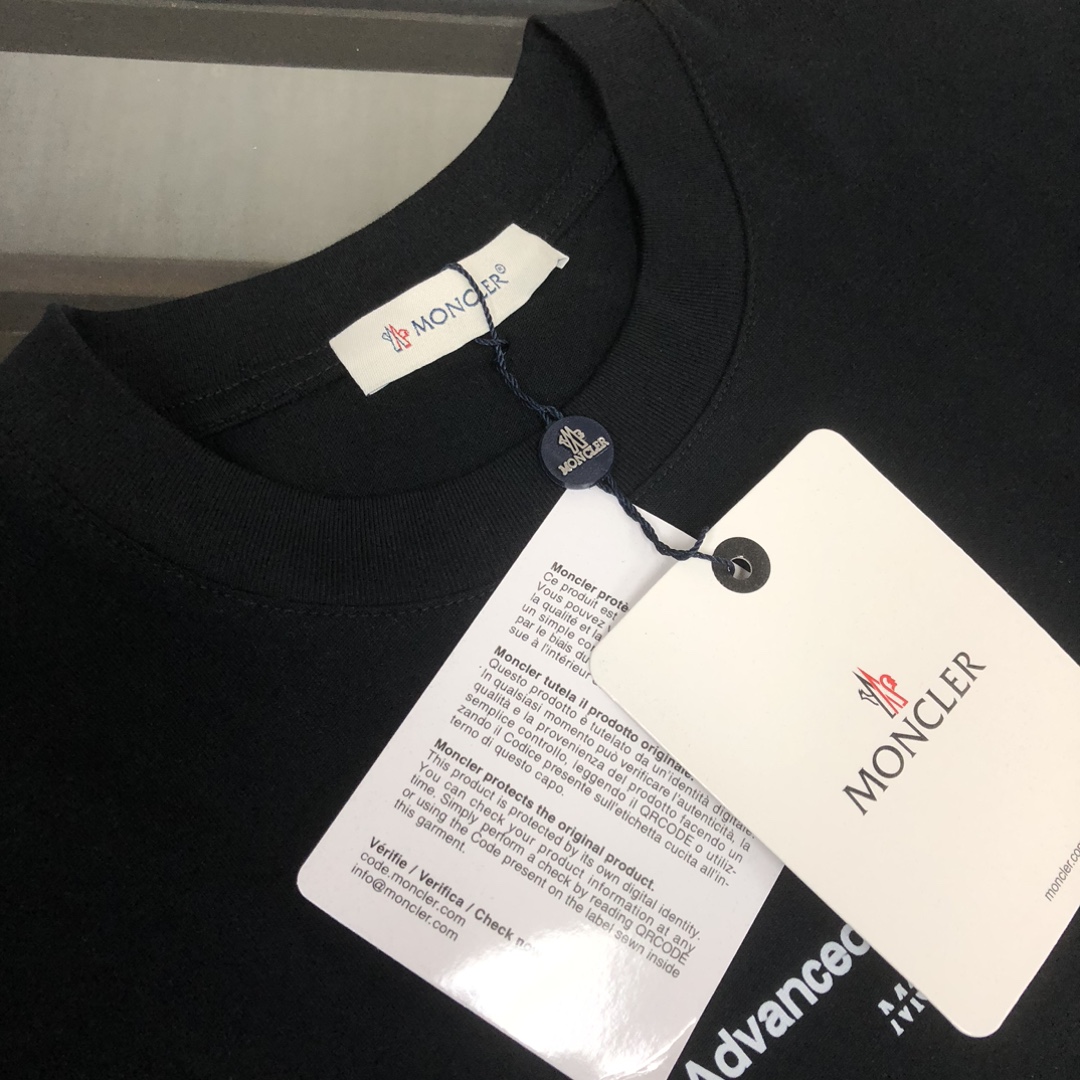 MONCLER®
MONCLER
Moncler protè
Ce produit est
Vous pouvez
la qualité et la
un simple co
par le biais du
sue à l'intérieur
Moncler tutela il prodotto originale.
Questo prodotto è tutelato da un'identità digitale.
In qualsiasi momento può verificare l'autenticità, la
qualità e la provenienza del prodotto facendo un
semplice controllo, leggendo il QRCODE o utiliz-
zando il Codice presente sull'etichetta cucita all'in-
terno di questo capo.
Moncler protects the original product.
This product is protected by its own digital identity.
You can check your product information at any
time. Simply perform a check by reading QRCODE
or using the Code present on the label sewn inside
this garment.
Vérifie / Verifica / Check no
code.moncler.com
info@moncler.com
MONCLER
moncler.com
Advanced